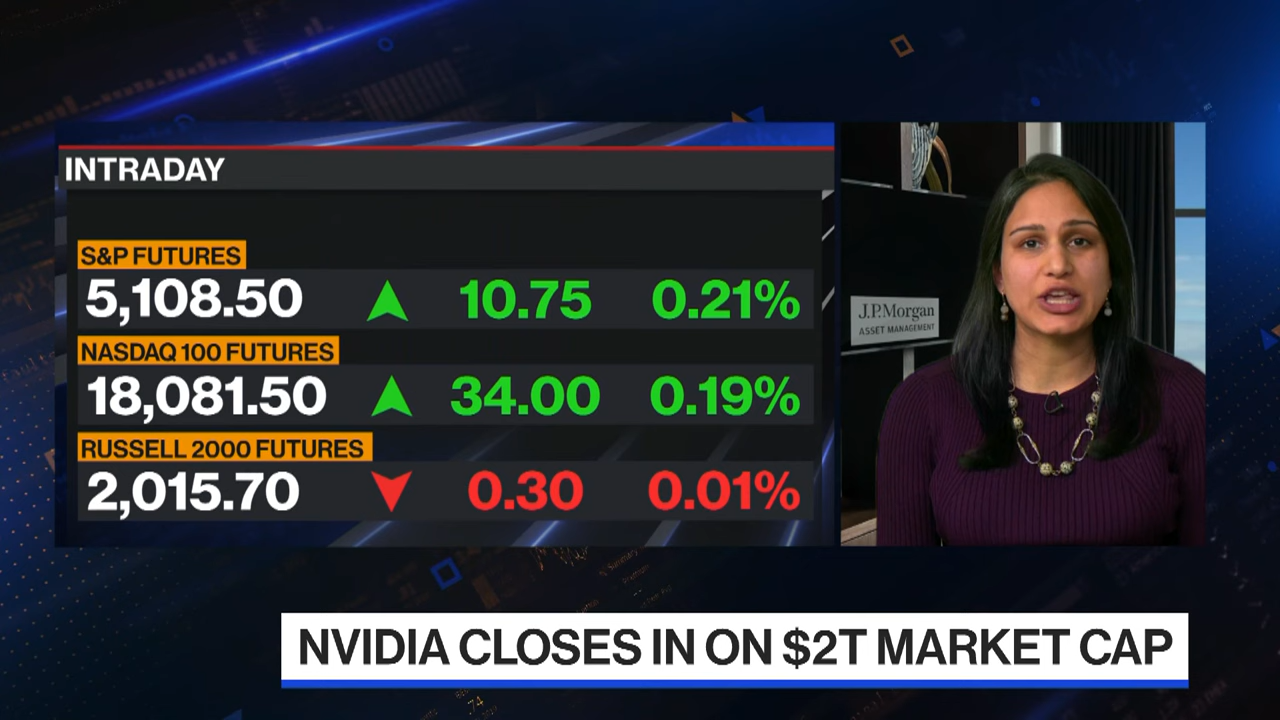 INTRADAY
S&P FUTURES
5,108.50 10.75 0.21%
NASDAQ 100 FUTURES
18,081.50 34.00 0.19%
RUSSELL 2000 FUTURES
2,015.70 0.30 0.01%
J.P.Morgan
ASSET MANAGEMENT
NVIDIA CLOSES IN ON $2T MARKET CAP
74